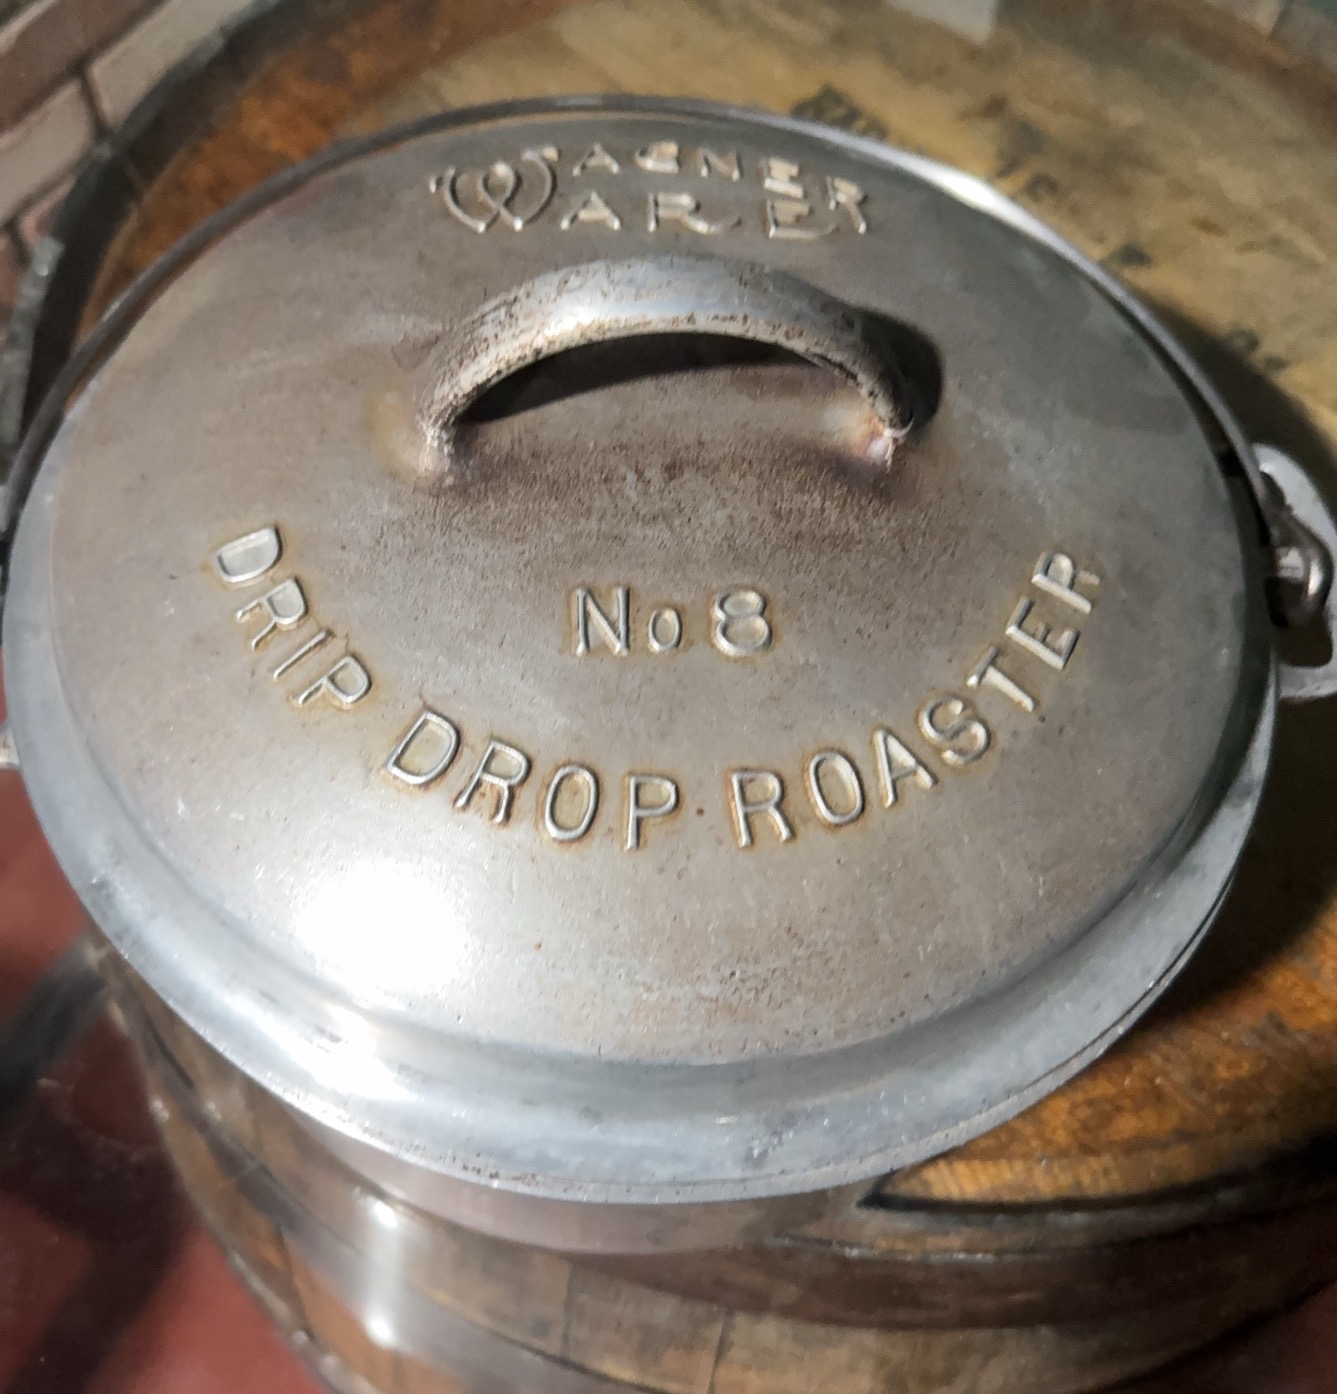 WAGNER
WARE
No 8
DRIP DROP ROASTER